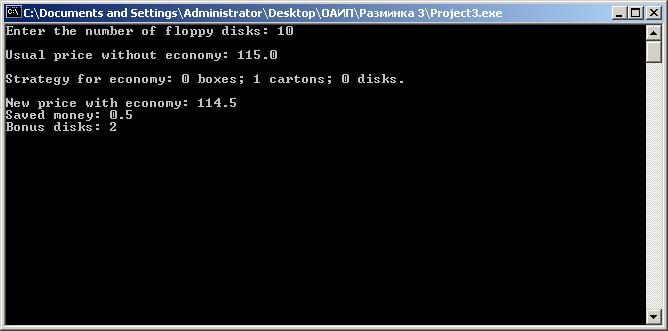 C:\Documents and Settings\Administrator\Desktop\ОАИП\Разминка 3\Project3.exe
Enter the number of floppy disks: 10
Usual price without economy: 115.0
Strategy for economy: 0 boxes; 1 cartons; 0 disks.
New price with economy: 114.5
Saved money: 0.5
Bonus disks: 2